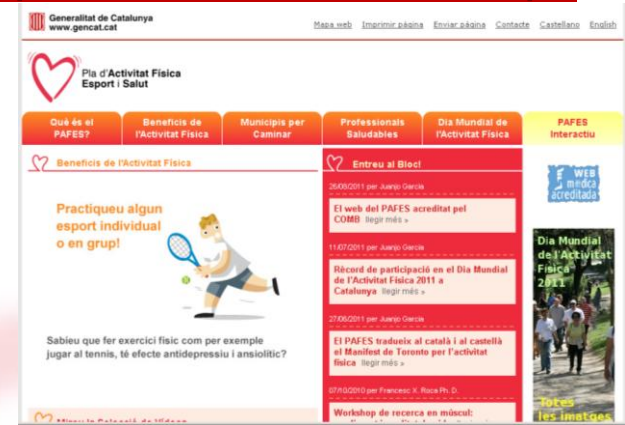 Generalitat de Catalunya
www.gencat.cat
Mapa web Imprimir pàgina Enviar pàgina Contacte Castellano English
Pla d'Activitat Física
Esport i Salut
Què és el
PAFES?
Beneficis de
l'Activitat Física
Municipis per
Caminar
Professionals
Saludables
Dia Mundial de
l'Activitat Física
PAFES
Interactiu
Beneficis de l'Activitat Física
Practiqueu algun
esport individual
o en grup!
Sabíeu que fer exercici físic com per exemple
jugar al tennis, té efecte antidepressiu i ansiolític?
Entreu al Bloc!
26/08/2011 per Juanjo Garcia
El web del PAFES acreditat pel
COMB llegir més »
11/07/2011 per Juanjo Garcia
Rècord de participació en el Dia Mundial
de l'Activitat Física 2011 a
Catalunya llegir més »
27/06/2011 per Juanjo Garcia
El PAFES tradueix al català i al castellà
el Manifest de Toronto per l'activitat
física llegir més »
07/10/2010 per Francesc X. Roca Ph. D.
Workshop de recerca en múscul:
WEB
mèdica
acreditada
Dia Mundial
de l'Activitat
Física
2011
Totes
les imatges